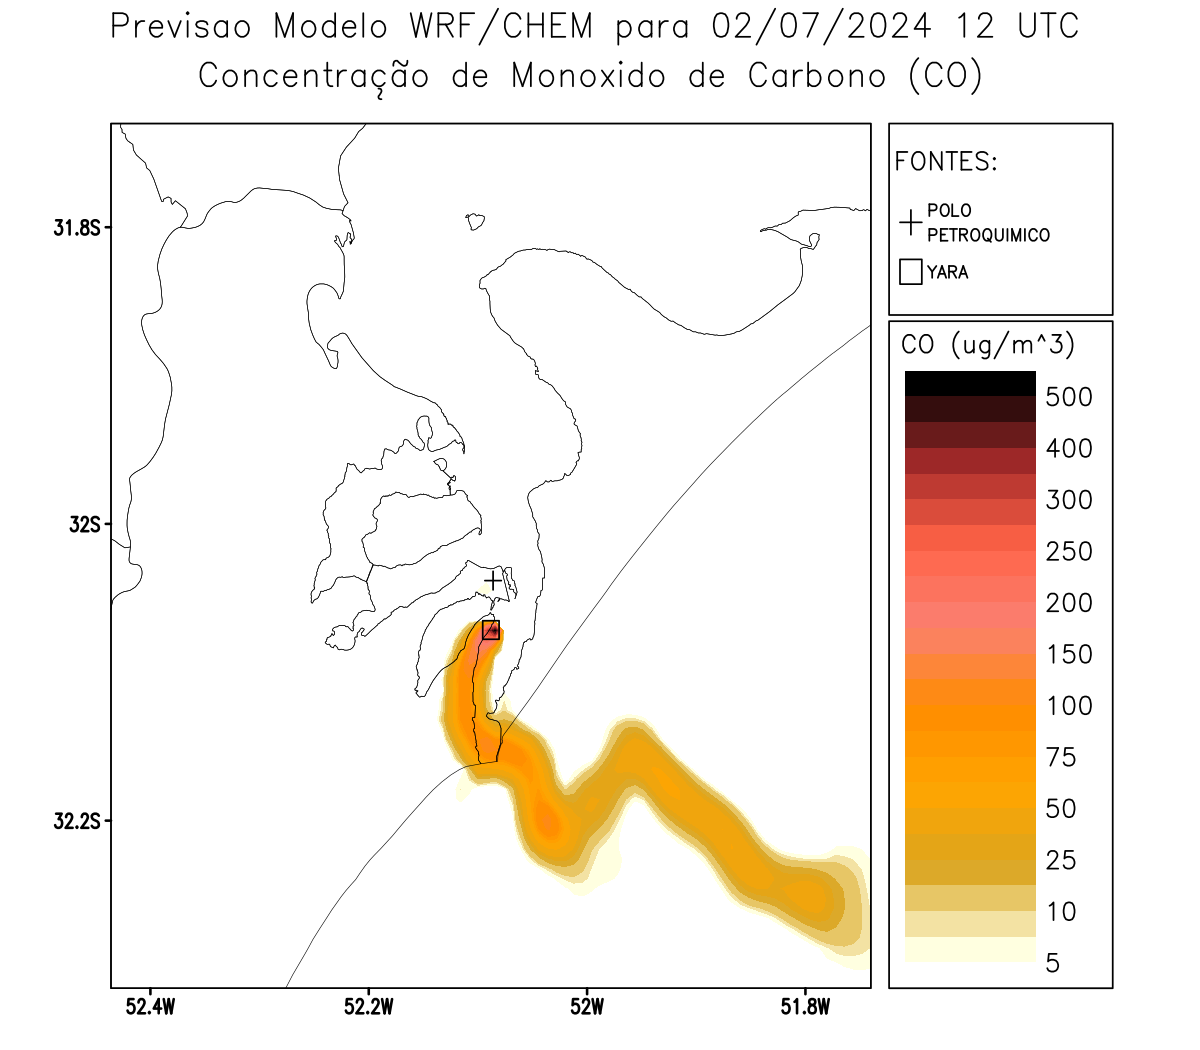 Previsao Modelo WRF/CHEM para 02/07/2024 12 UTC
Concentração de Monoxido de Carbono (CO)
FONTES:
POLO
PETROQUIMICO
YARA
CO (ug/m^3)
500
400
300
250
200
150
100
75
50
25
10
5
31.8S
32S
32.2S
52.4W
52.2W
52W
51.8W